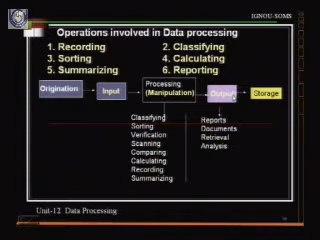 IGNOU-SOMS
Operations involved in Data processing
1. Recording 2. Classifying
3. Sorting 4. Calculating
5. Summarizing 6. Reporting
Origination Input Processing (Manipulation) Output Storage
Classifying
Sorting
Verification
Scanning
Comparing
Calculating
Recording
Summarizing
Reports
Documents
Retrieval
Analysis
Unit-12 Data Processing